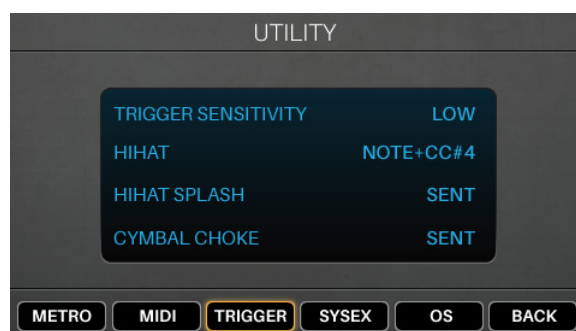 UTILITY
TRIGGER SENSITIVITY LOW
HIHAT NOTE+CC#4
HIHAT SPLASH SENT
CYMBAL CHOKE SENT
METRO MIDI TRIGGER SYSEX OS BACK